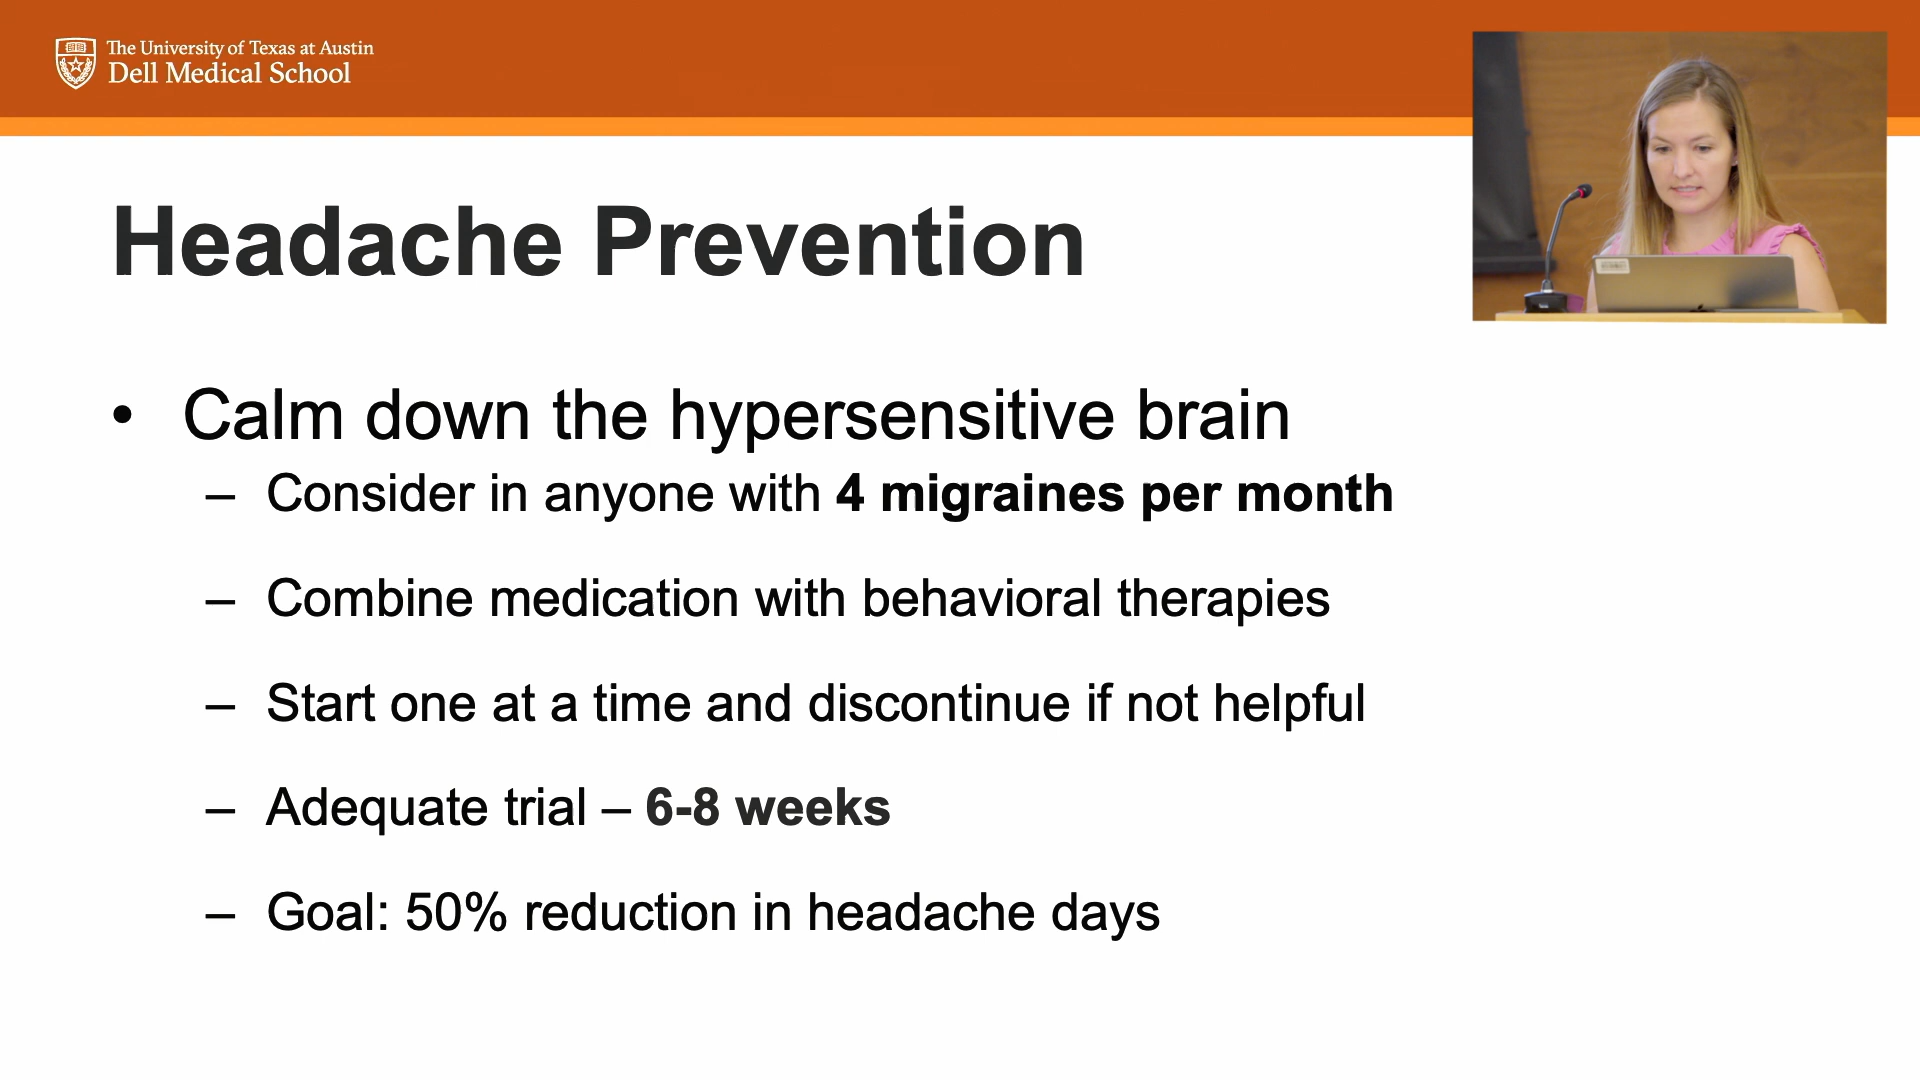 The University of Texas at Austin
Dell Medical School
Headache Prevention
• Calm down the hypersensitive brain
– Consider in anyone with 4 migraines per month
– Combine medication with behavioral therapies
– Start one at a time and discontinue if not helpful
– Adequate trial – 6-8 weeks
– Goal: 50% reduction in headache days